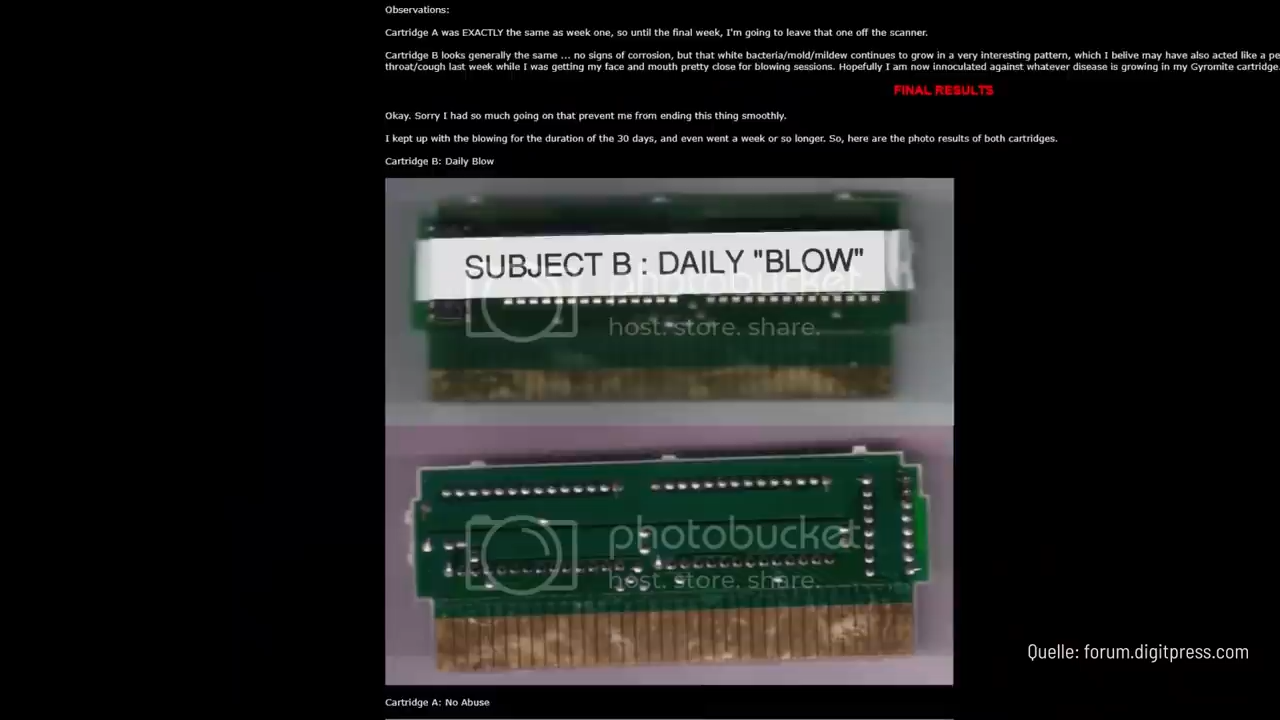 Observations:
Cartridge A was EXACTLY the same as week one, so until the final week, I'm going to leave that one off the scanner.
Cartridge B looks generally the same ... no signs of corrosion, but that white bacteria/mold/mildew continues to grow in a very interesting pattern, which I belive may have also acted like a pe
throat/cough last week while I was getting my face and mouth pretty close for blowing sessions. Hopefully I am now innoculated against whatever disease is growing in my Gyromite cartridge.
FINAL RESULTS
Okay. Sorry I had so much going on that prevent me from ending this thing smoothly.
I kept up with the blowing for the duration of the 30 days, and even went a week or so longer. So, here are the photo results of both cartridges.
Cartridge B: Daily Blow
SUBJECT B : DAILY "BLOW"
photobucket
host. store. share.
photobucket
host. store. share.
Quelle: forum.digitpress.com
Cartridge A: No Abuse